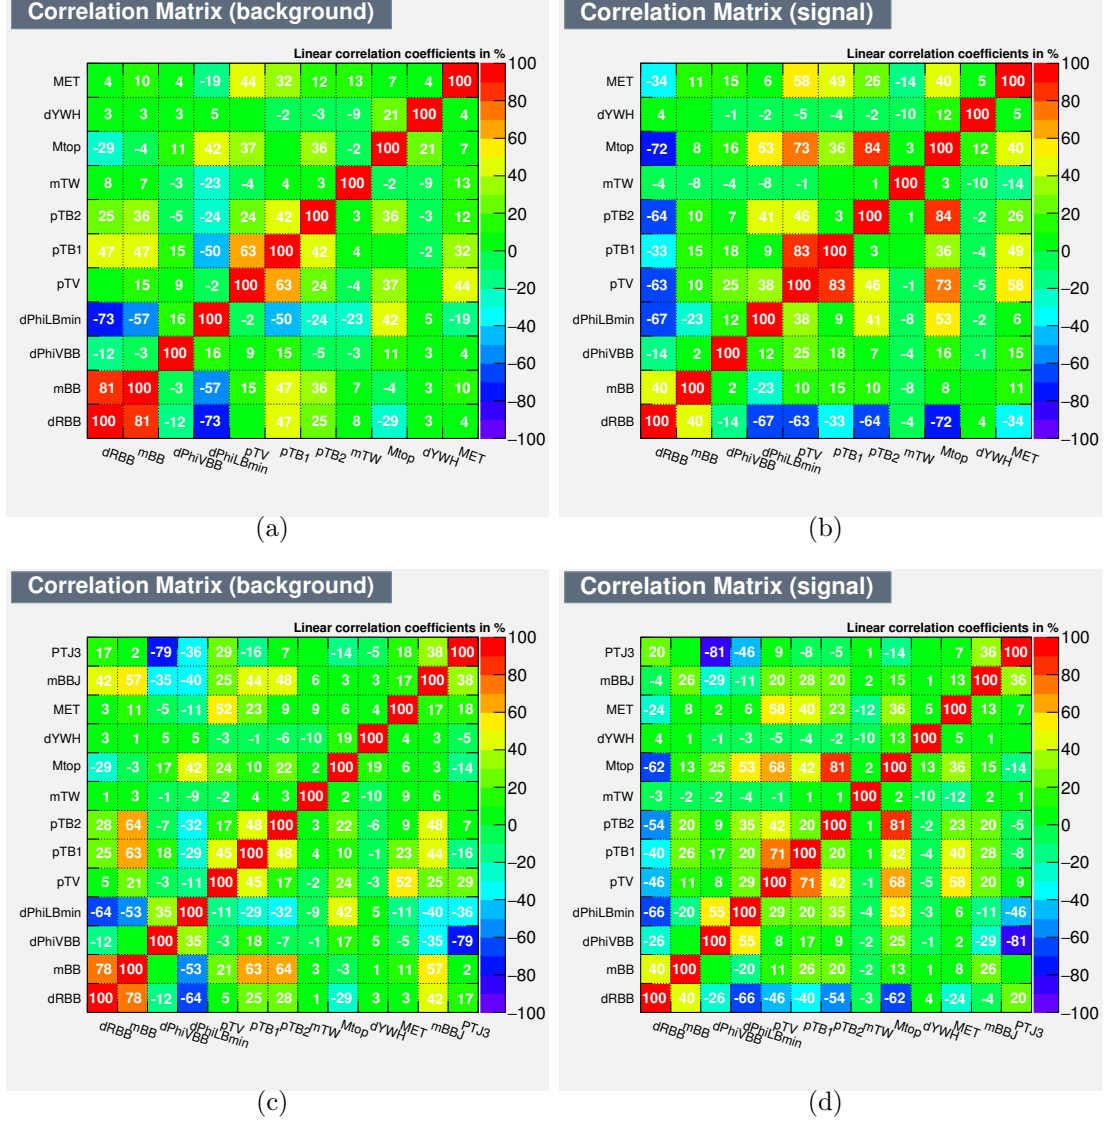 Correlation Matrix (background)
Linear correlation coefficients in %
MET 4 10 4 -19 44 32 12 13 7 4 100
dYWH 3 3 3 5 -2 -3 -9 21 100 4
Mtop -29 -4 11 42 37 36 -2 100 21 7
mTW 8 7 -3 -23 -4 4 3 100 -2 -9 13
pTB2 25 36 -5 -24 24 42 100 3 36 -3 12
pTB1 47 47 15 -50 63 100 42 4 -2 32
pTV 15 9 -2 100 63 24 -4 37 44
dPhiLBmin -73 -57 16 100 -2 -50 -24 -23 42 5 -19
dPhiVBB -12 -3 100 16 9 15 -5 -3 11 3 4
mBB 81 100 -3 -57 15 47 36 7 -4 10
dRBB 100 81 -12 -73 47 25 8 -29 3 4
dRBB mBB dPhiVBB dPhiLBmin pTV pTB1 pTB2 mTW Mtop dYWH MET
100
80
60
40
20
0
−20
−40
−60
−80
−100
(a)
Correlation Matrix (signal)
Linear correlation coefficients in %
MET -34 11 15 6 58 49 26 -14 40 5 100
dYWH 4 -1 -2 -5 -4 -2 -10 12 100 5
Mtop -72 8 16 53 73 36 84 3 100 12 40
mTW -4 -8 -4 -8 -1 1 100 3 -10 -14
pTB2 -64 10 7 41 46 3 100 1 84 -2 26
pTB1 -33 15 18 9 83 100 3 36 -4 49
pTV -63 10 25 38 100 83 46 -1 73 -5 58
dPhiLBmin -67 -23 12 100 38 9 41 -8 53 -2 6
dPhiVBB -14 2 100 12 25 18 7 -4 16 -1 15
mBB 40 100 2 -23 10 15 10 -8 8 11
dRBB 100 40 -14 -67 -63 -33 -64 -4 -72 4 -34
dRBB mBB dPhiVBB dPhiLBmin pTV pTB1 pTB2 mTW Mtop dYWH MET
100
80
60
40
20
0
−20
−40
−60
−80
−100
(b)
Correlation Matrix (background)
Linear correlation coefficients in %
PTJ3 17 2 -79 -36 29 -16 7 -14 -5 18 38 100
mBBJ 42 57 -35 -40 25 44 48 6 3 3 17 100 38
MET 3 11 -5 -11 52 23 9 9 6 4 100 17 18
dYWH 3 1 5 5 -3 -1 -6 -10 19 100 4 3 -5
Mtop -29 -3 17 42 24 10 22 2 100 19 6 3 -14
mTW 1 3 -1 -9 -2 4 3 100 2 -10 9 6
pTB2 28 64 -7 -32 17 48 100 3 22 -6 9 48 7
pTB1 25 63 18 -29 45 100 48 4 10 -1 23 44 -16
pTV 5 21 -3 -11 100 45 17 -2 24 -3 52 25 29
dPhiLBmin -64 -53 35 100 -11 -29 -32 -9 42 5 -11 -40 -36
dPhiVBB -12 100 35 -3 18 -7 -1 17 5 -5 -35 -79
mBB 78 100 -53 21 63 64 3 -3 1 11 57 2
dRBB 100 78 -12 -64 5 25 28 1 -29 3 3 42 17
dRBB mBB dPhiVBB dPhiLBmin pTV pTB1 pTB2 mTW Mtop dYWH MET mBBJ PTJ3
100
80
60
40
20
0
−20
−40
−60
−80
−100
(c)
Correlation Matrix (signal)
Linear correlation coefficients in %
PTJ3 20 -81 -46 9 -8 -5 1 -14 7 36 100
mBBJ -4 26 -29 -11 20 28 20 2 15 1 13 100 36
MET -24 8 2 6 58 40 23 -12 36 5 100 13 7
dYWH 4 1 -1 -3 -5 -4 -2 -10 13 100 5 1
Mtop -62 13 25 53 68 42 81 2 100 13 36 15 -14
mTW -3 -2 -2 -4 -1 1 1 100 2 -10 -12 2 1
pTB2 -54 20 9 35 42 20 100 1 81 -2 23 20 -5
pTB1 -40 26 17 20 71 100 20 1 42 -4 40 28 -8
pTV -46 11 8 29 100 71 42 -1 68 -5 58 20 9
dPhiLBmin -66 -20 55 100 29 20 35 -4 53 -3 6 -11 -46
dPhiVBB -26 100 55 8 17 9 -2 25 -1 2 -29 -81
mBB 40 100 -20 11 26 20 -2 13 1 8 26
dRBB 100 40 -26 -66 -46 -40 -54 -3 -62 4 -24 -4 20
dRBB mBB dPhiVBB dPhiLBmin pTV pTB1 pTB2 mTW Mtop dYWH MET mBBJ PTJ3
100
80
60
40
20
0
−20
−40
−60
−80
−100
(d)